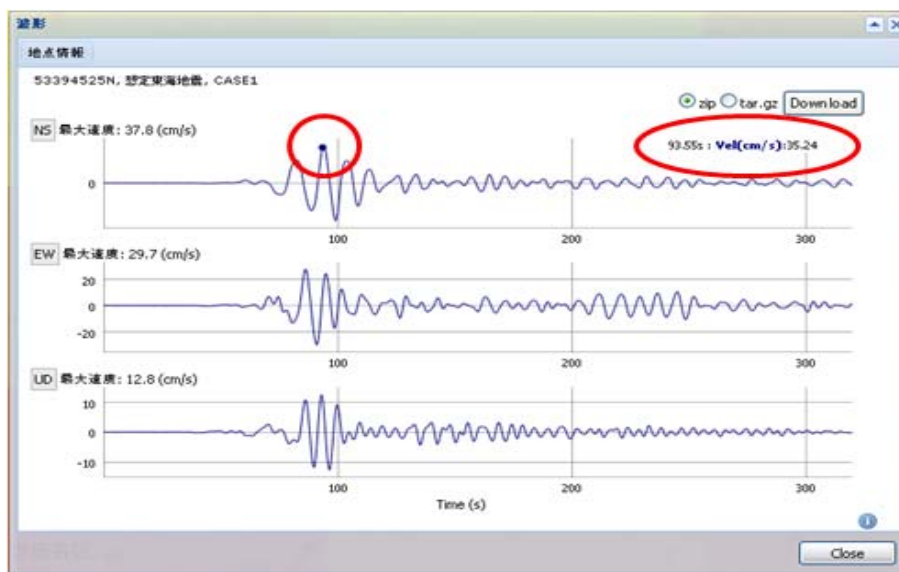 波形
地点情報
53394525N, 想定東海地震, CASE1
zip tar.gz Download
NS 最大速度: 37.8 (cm/s)
93.55s : Vel(cm/s):35.24
0
100 200 300
EW 最大速度: 29.7 (cm/s)
20
0
-20
100 200 300
UD 最大速度: 12.8 (cm/s)
10
0
-10
100 200 300
Time (s)
Close